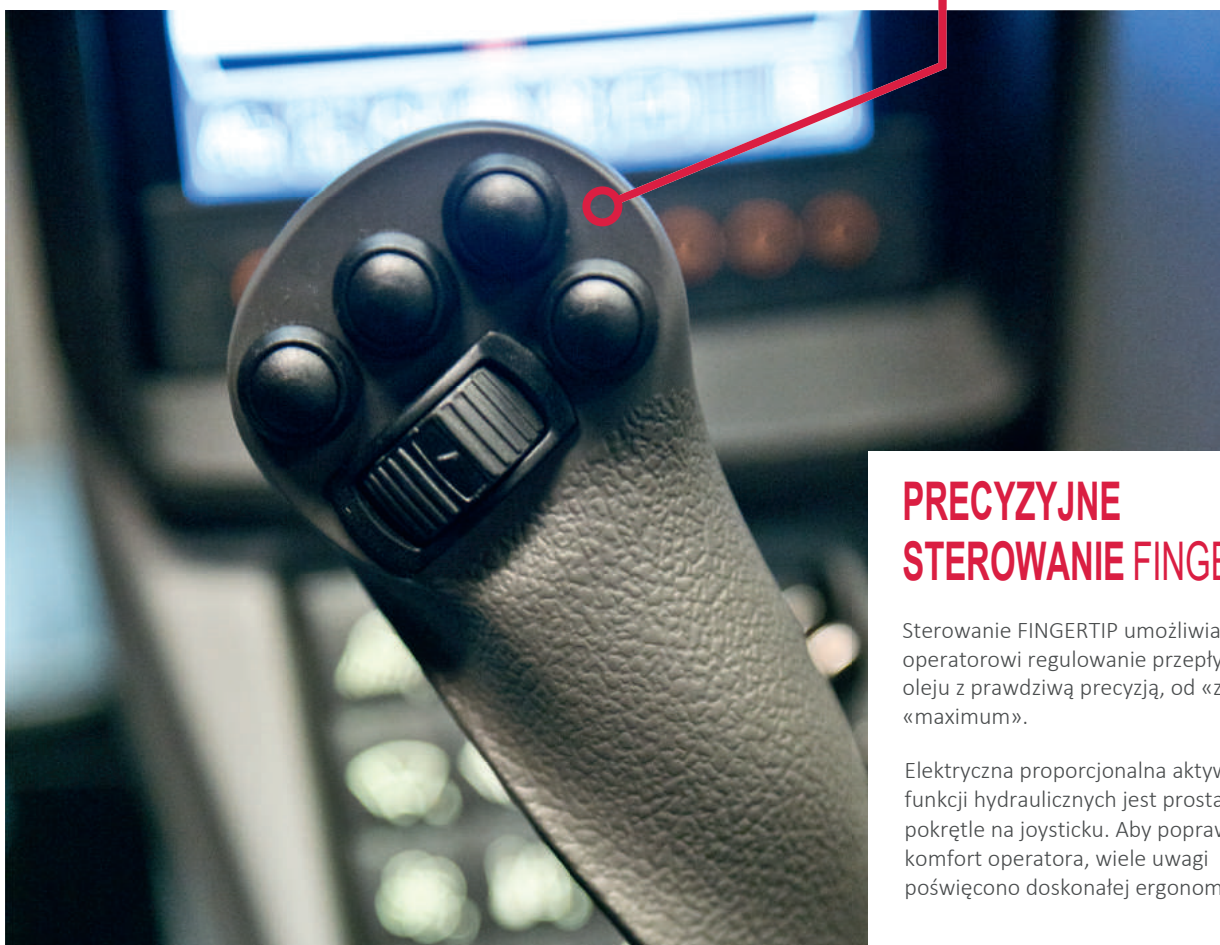 PRECYZYJNE
STEROWANIE FINGE
Sterowanie FINGERTIP umożliwia
operatorowi regulowanie przepły
oleju z prawdziwą precyzją, od «z
«maximum».
Elektryczna proporcjonalna aktyw
funkcji hydraulicznych jest prosta
pokrętle na joysticku. Aby popraw
komfort operatora, wiele uwagi
poświęcono doskonałej ergonom